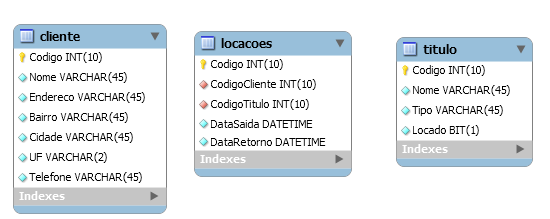 cliente
Codigo INT(10)
Nome VARCHAR(45)
Endereco VARCHAR(45)
Bairro VARCHAR(45)
Cidade VARCHAR(45)
UF VARCHAR(2)
Telefone VARCHAR(45)
Indexes
locacoes
Codigo INT(10)
CodigoCliente INT(10)
CodigoTitulo INT(10)
DataSaida DATETIME
DataRetorno DATETIME
Indexes
titulo
Codigo INT(10)
Nome VARCHAR(45)
Tipo VARCHAR(45)
Locado BIT(1)
Indexes